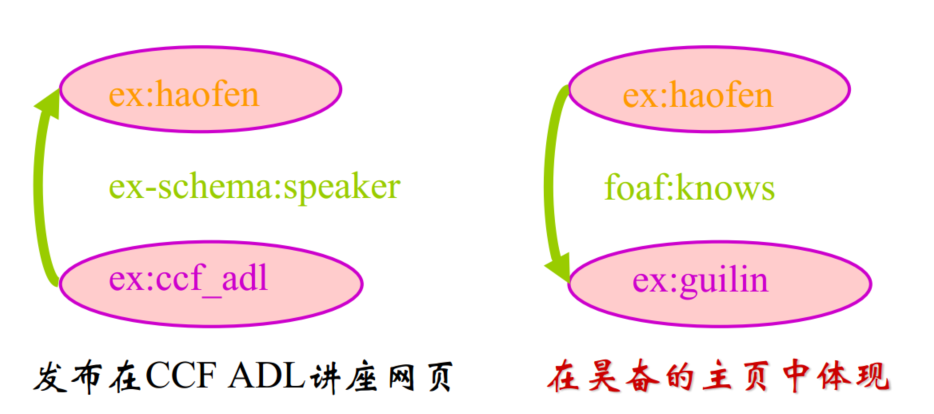 ex:haofen
ex-schema:speaker
ex:ccf_adl
发布在CCF ADL讲座网页
ex:haofen
foaf:knows
ex:guilin
在昊奋的主页中体现